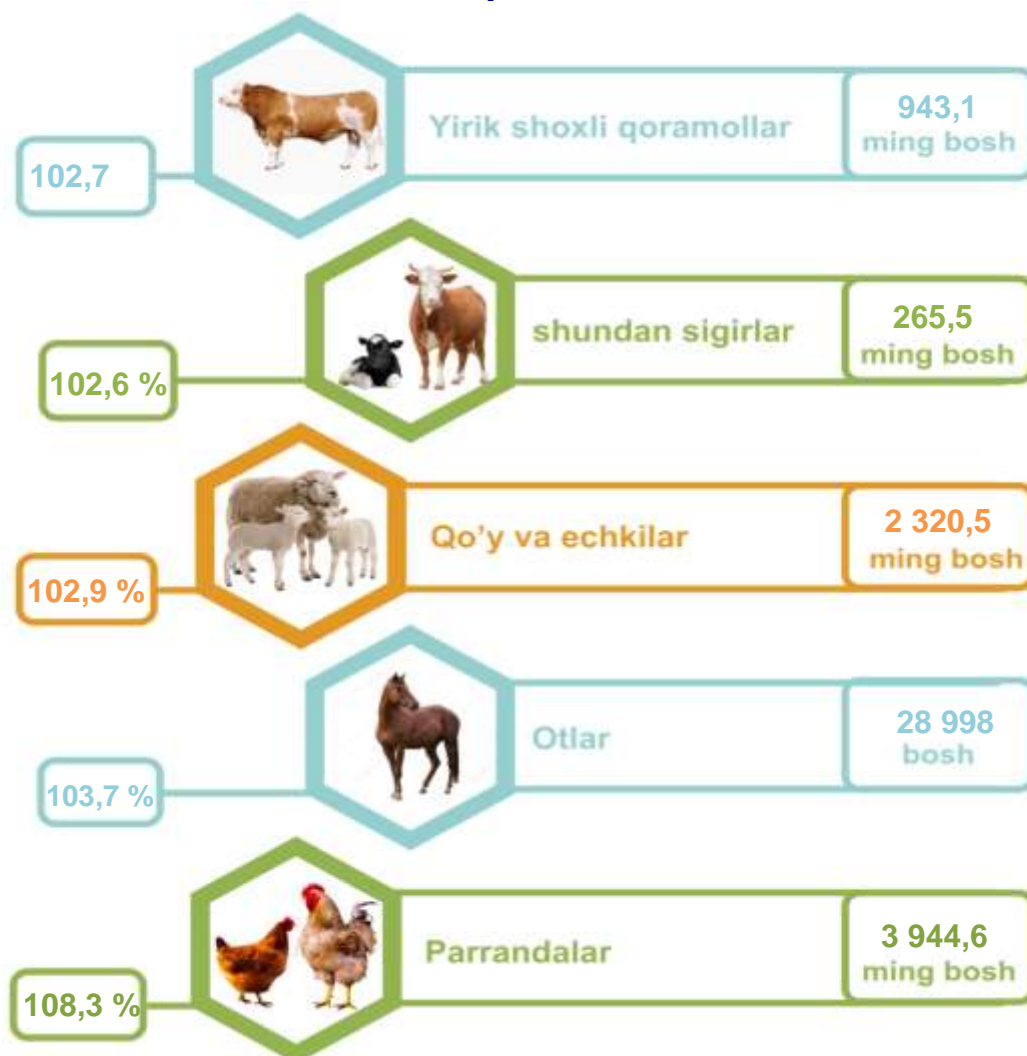 Yirik shoxli qoramollar
943,1
ming bosh
102,7
shundan sigirlar
265,5
ming bosh
102,6 %
Qo'y va echkilar
2 320,5
ming bosh
102,9 %
Otlar
28 998
bosh
103,7 %
Parrandalar
3 944,6
ming bosh
108,3 %